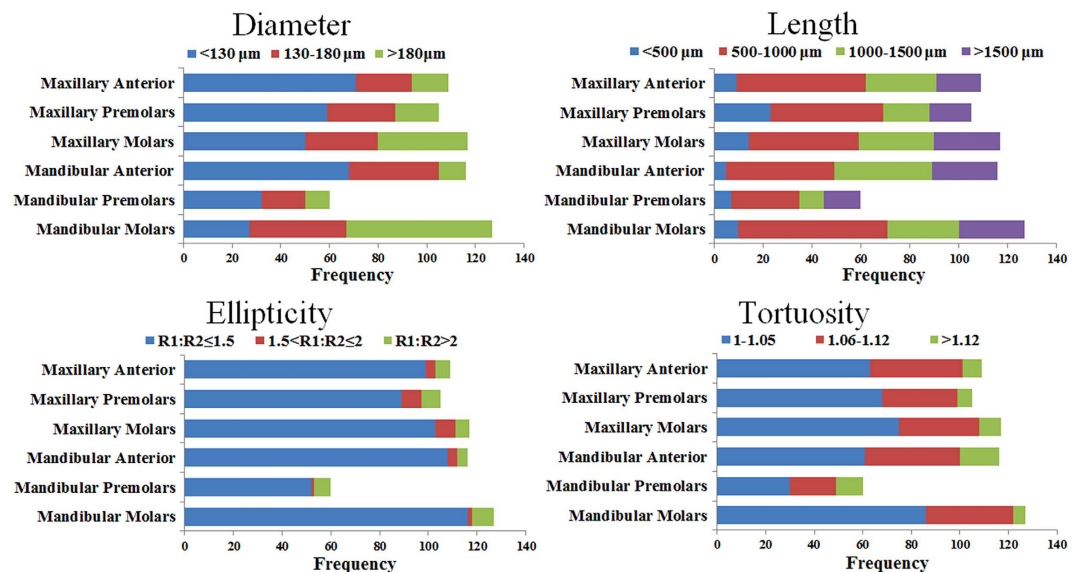 Diameter
<130 µm 130-180 µm >180µm
Maxillary Anterior
Maxillary Premolars
Maxillary Molars
Mandibular Anterior
Mandibular Premolars
Mandibular Molars
0 20 40 60 80 100 120 140
Frequency
Length
<500 µm 500-1000 µm 1000-1500 µm >1500 µm
Maxillary Anterior
Maxillary Premolars
Maxillary Molars
Mandibular Anterior
Mandibular Premolars
Mandibular Molars
0 20 40 60 80 100 120 140
Frequency
Ellipticity
R1:R2≤1.5 1.5<R1:R2≤2 R1:R2>2
Maxillary Anterior
Maxillary Premolars
Maxillary Molars
Mandibular Anterior
Mandibular Premolars
Mandibular Molars
0 20 40 60 80 100 120 140
Frequency
Tortuosity
1-1.05 1.06-1.12 >1.12
Maxillary Anterior
Maxillary Premolars
Maxillary Molars
Mandibular Anterior
Mandibular Premolars
Mandibular Molars
0 20 40 60 80 100 120 140
Frequency